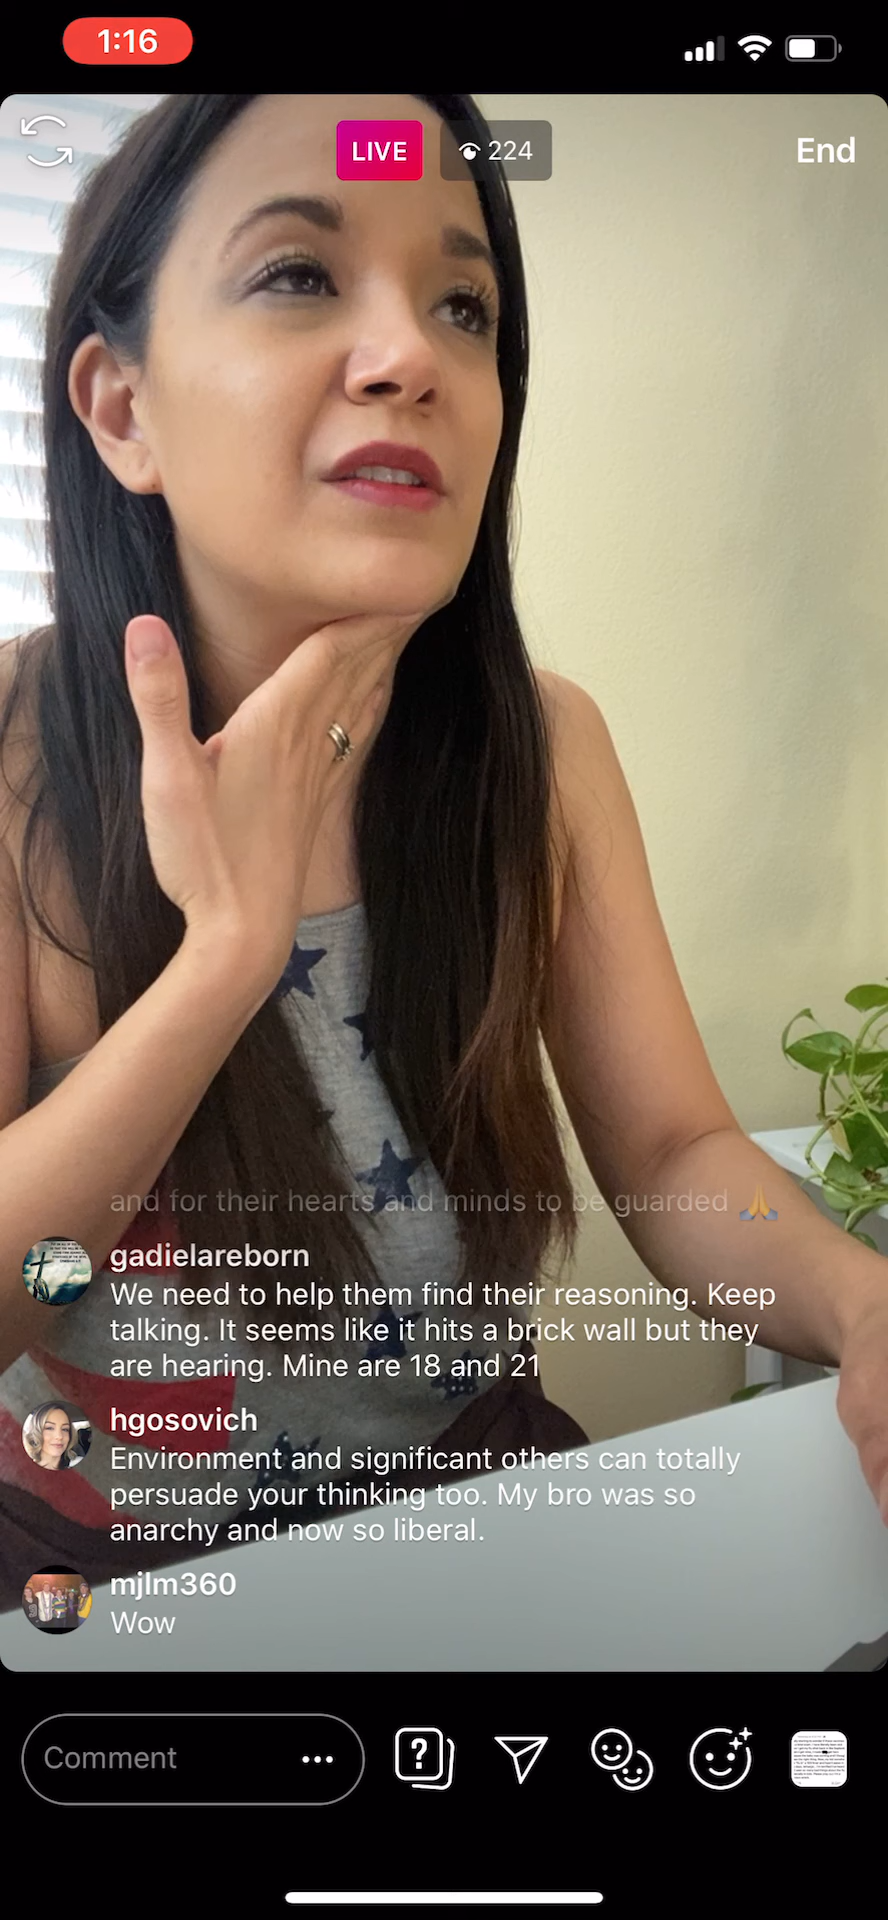 1:16
LIVE
224
End
and for their hearts and minds to be guarded 🙏
gadielareborn
We need to help them find their reasoning. Keep
talking. It seems like it hits a brick wall but they
are hearing. Mine are 18 and 21
hgosovich
Environment and significant others can totally
persuade your thinking too. My bro was so
anarchy and now so liberal.
mjlm360
Wow
Comment